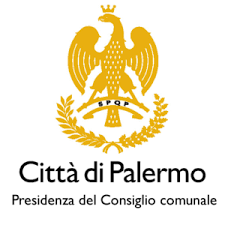 SPQP
Città di Palermo
Presidenza del Consiglio comunale